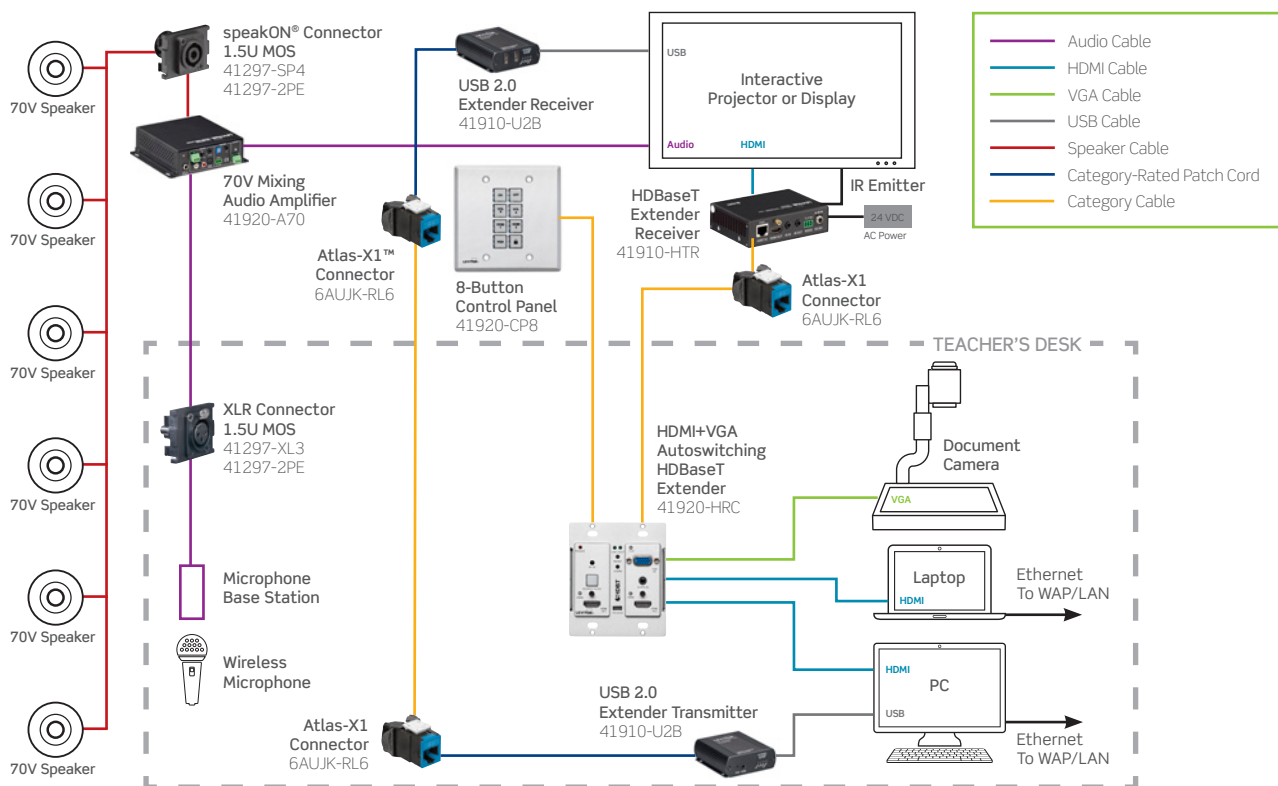 speakON® Connector
1.5U MOS
41297-SP4
41297-2PE
70V Speaker
70V Mixing
Audio Amplifier
41920-A70
70V Speaker
70V Speaker
70V Speaker
70V Speaker
70V Speaker
USB 2.0
Extender Receiver
41910-U2B
Atlas-X1™
Connector
6AUJK-RL6
8-Button
Control Panel
41920-CP8
USB
Interactive
Projector or Display
Audio
HDMI
HDBaseT
Extender
Receiver
41910-HTR
IR Emitter
24 VDC
AC Power
Atlas-X1
Connector
6AUJK-RL6
Audio Cable
HDMI Cable
VGA Cable
USB Cable
Speaker Cable
Category-Rated Patch Cord
Category Cable
TEACHER'S DESK
XLR Connector
1.5U MOS
41297-XL3
41297-2PE
Microphone
Base Station
Wireless
Microphone
HDMI+VGA
Autoswitching
HDBaseT
Extender
41920-HRC
Document
Camera
VGA
Laptop
HDMI
Ethernet
To WAP/LAN
HDMI
PC
USB
Ethernet
To WAP/LAN
USB 2.0
Extender Transmitter
41910-U2B
Atlas-X1
Connector
6AUJK-RL6